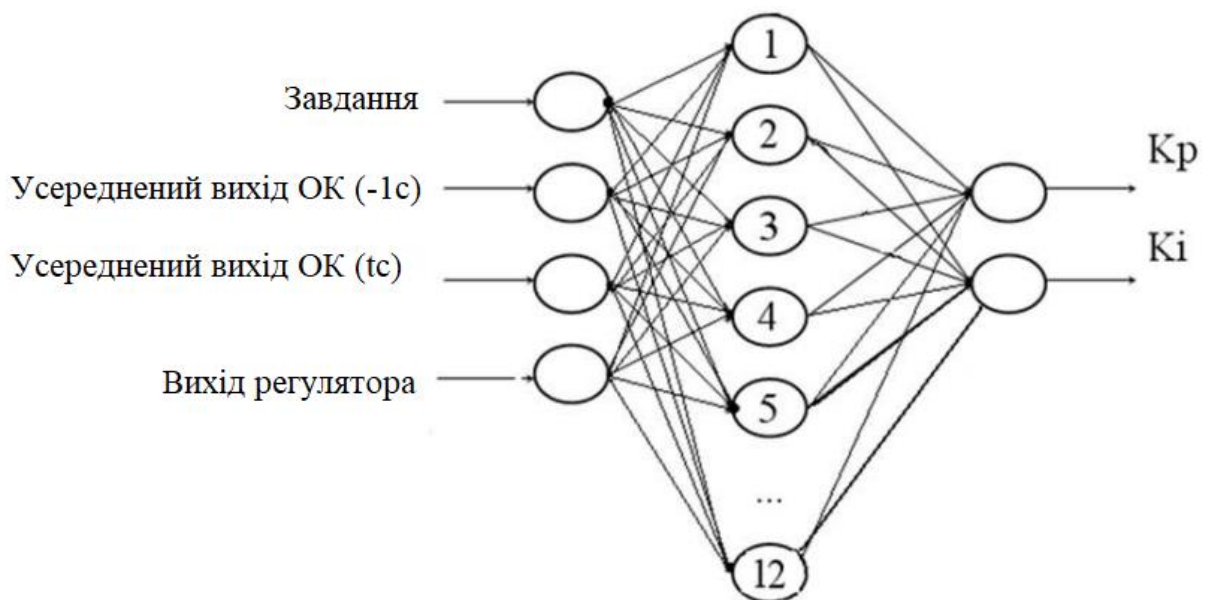 Завдання
Усереднений вихід ОК (-1с)
Усереднений вихід ОК (tс)
Вихід регулятора
1
2
3
4
5
...
12
Kp
Ki